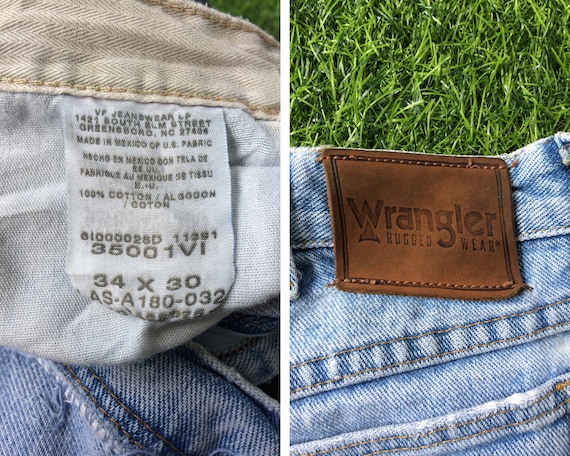 VF JEANSWEAR LP
1421 SOUTH ELM STREET
GREENSBORO, NC 27406
MADE IN MEXICO OF U.S. FABRIC
HECHO EN MEXICO CON TELA DE
EE.UU.
FABRIQUE AU MEXIQUE DE TISSU
E.-U.
100% COTTON / ALGODON
/ COTON
61000028D 11391
35001VI
34 X 30
AS-A180-032
Wrangler
RUGGED WEAR®